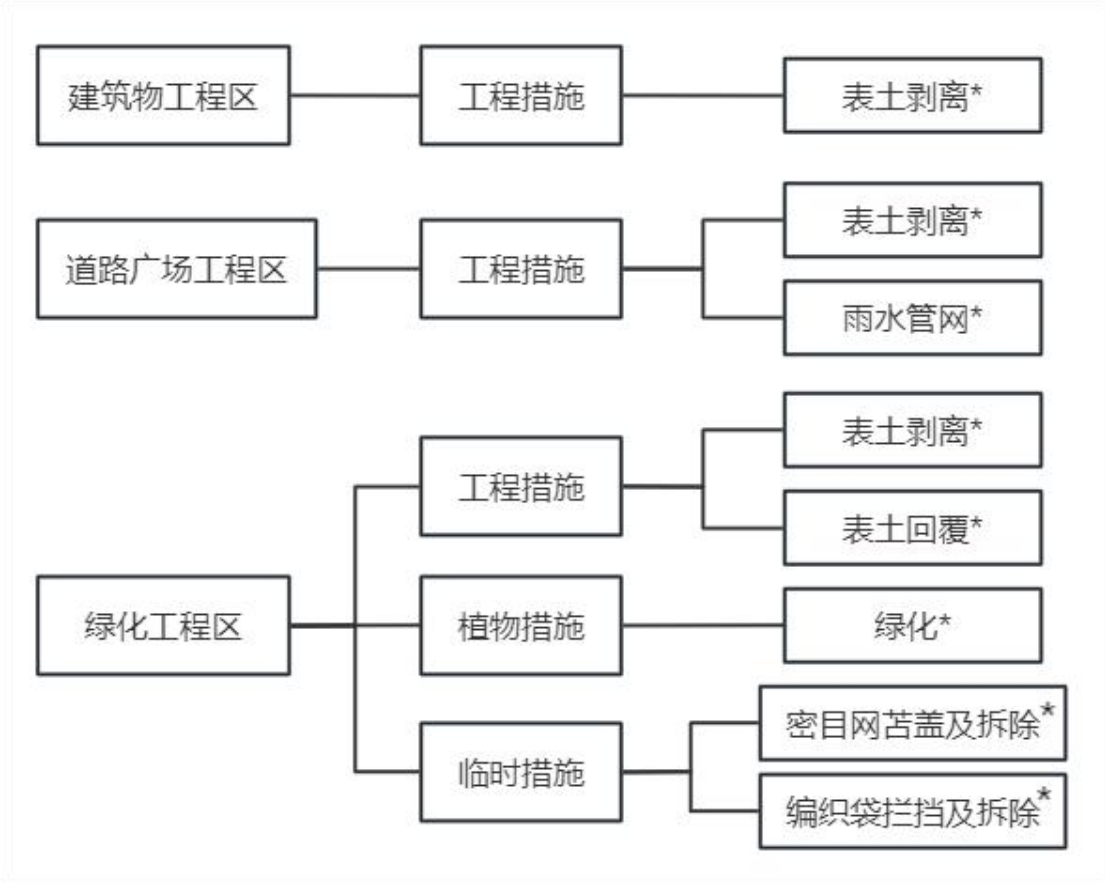 建筑物工程区
工程措施
表土剥离*
道路广场工程区
工程措施
表土剥离*
雨水管网*
绿化工程区
工程措施
表土剥离*
表土回覆*
植物措施
绿化*
临时措施
密目网苫盖及拆除*
编织袋拦挡及拆除*